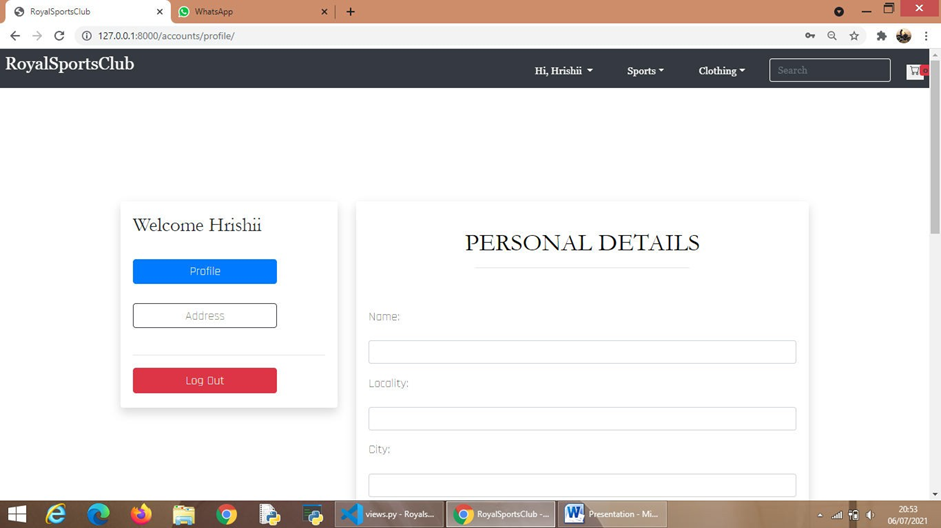 RoyalSportsClub
WhatsApp
127.0.0.1:8000/accounts/profile/
RoyalSportsClub
Hi, Hrishii
Sports
Clothing
Search
0
Welcome Hrishii
Profile
Address
Log Out
PERSONAL DETAILS
Name:
Locality:
City:
views.py - Royals...
RoyalSportsClub -...
Presentation - Mi...
20:53
06/07/2021